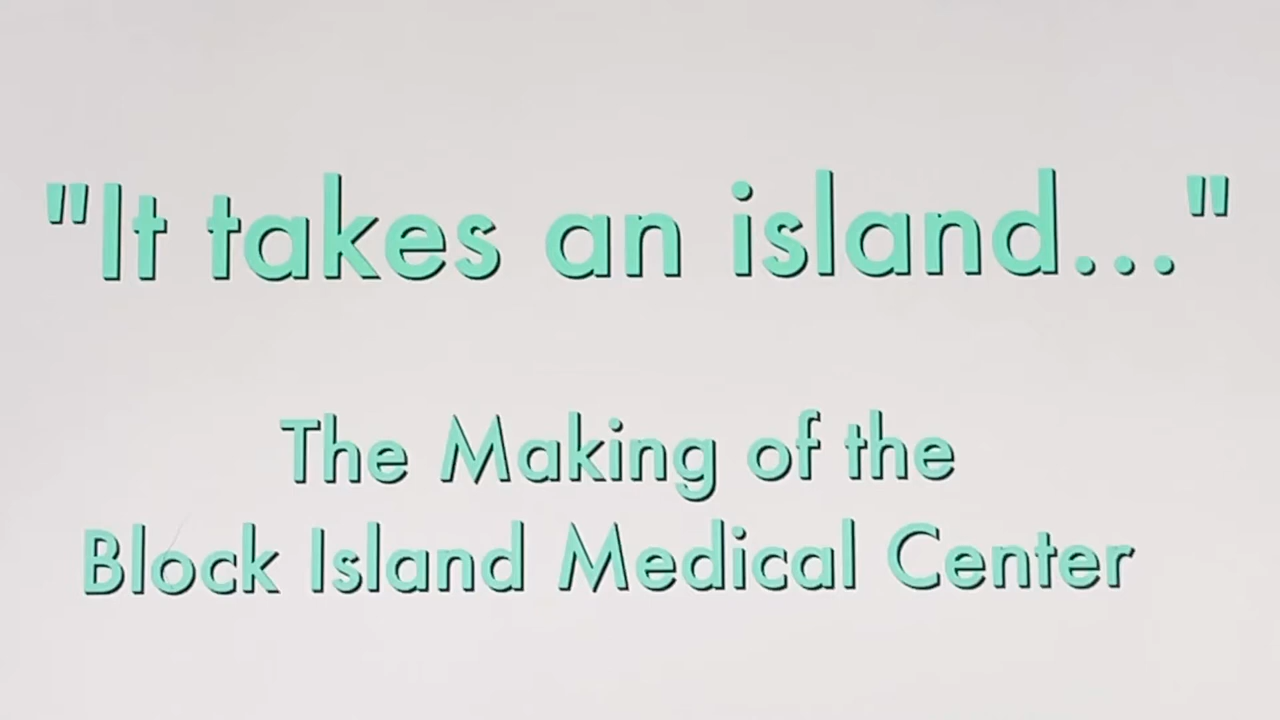 "It takes an island..."
The Making of the
Block Island Medical Center